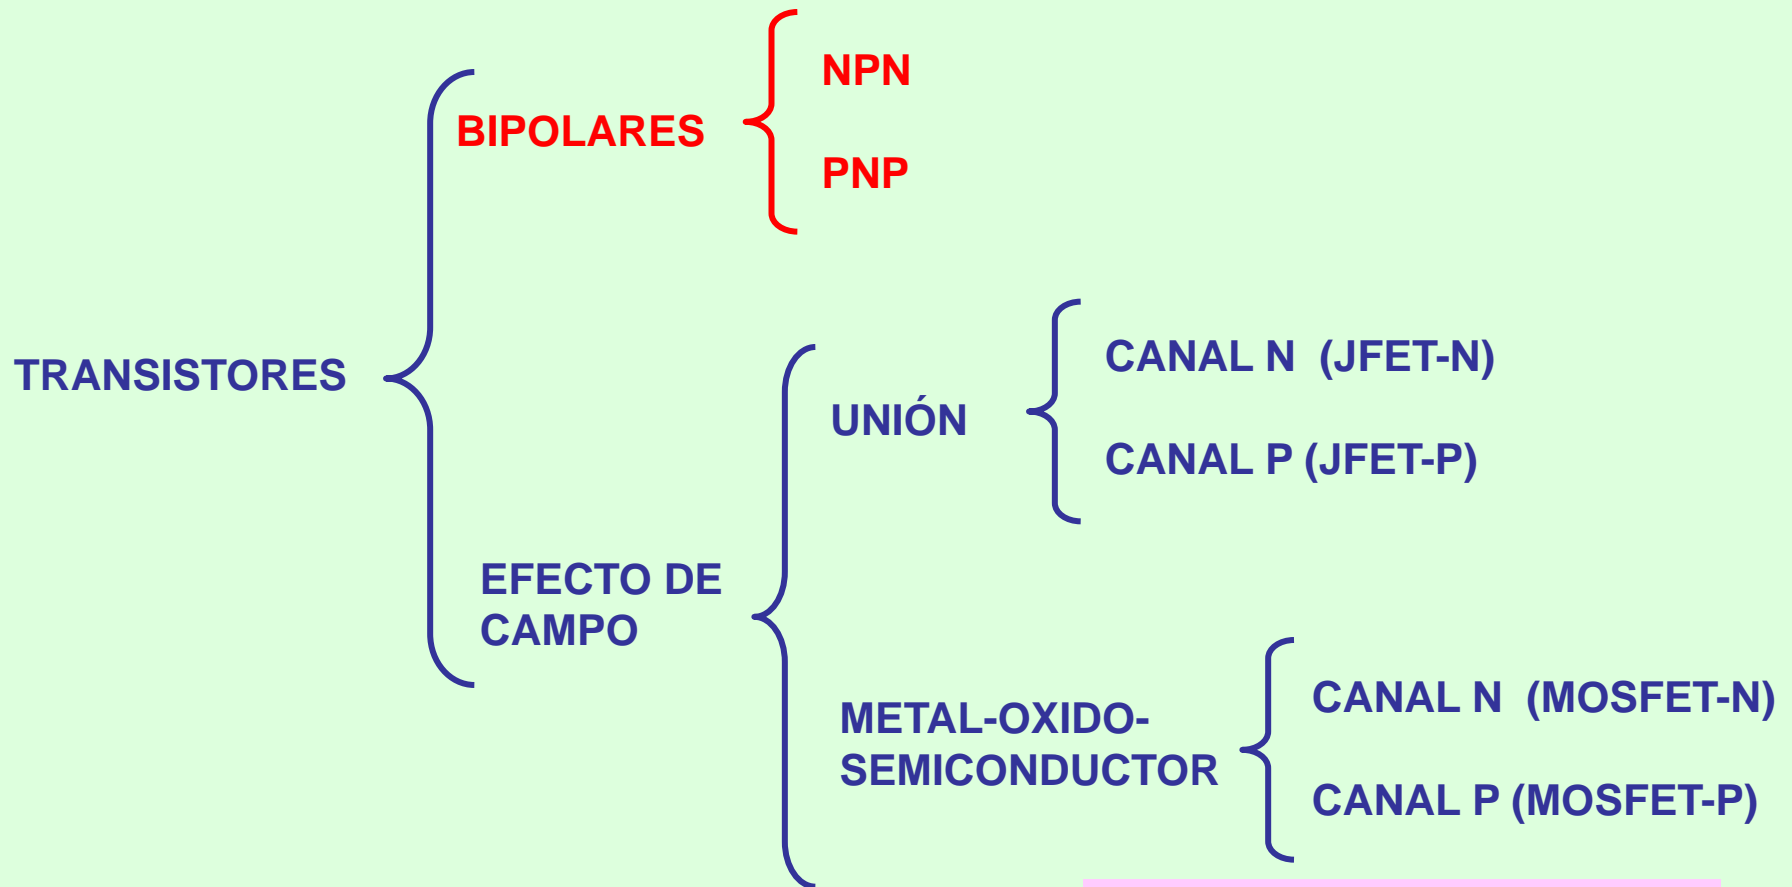 NPN
BIPOLARES
PNP
TRANSISTORES
CANAL N (JFET-N)
UNIÓN
CANAL P (JFET-P)
EFECTO DE
CAMPO
METAL-OXIDO-
SEMICONDUCTOR
CANAL N (MOSFET-N)
CANAL P (MOSFET-P)